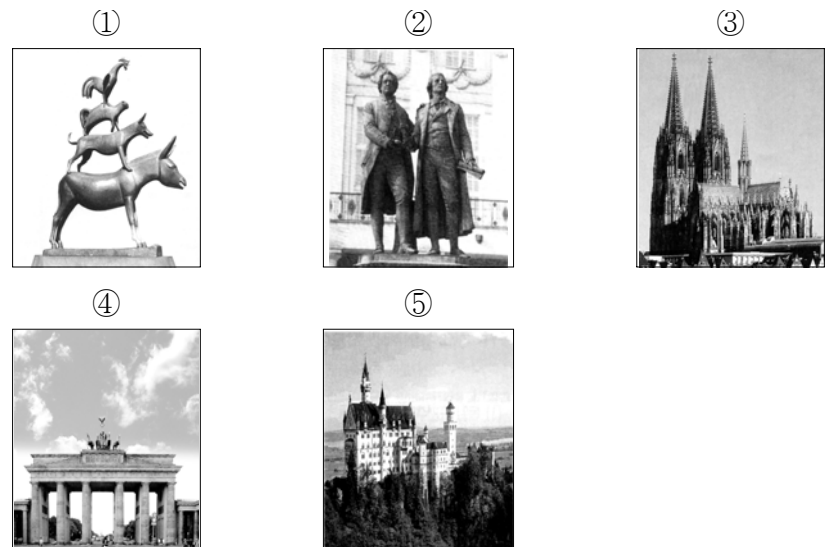 ① ② ③
④ ⑤